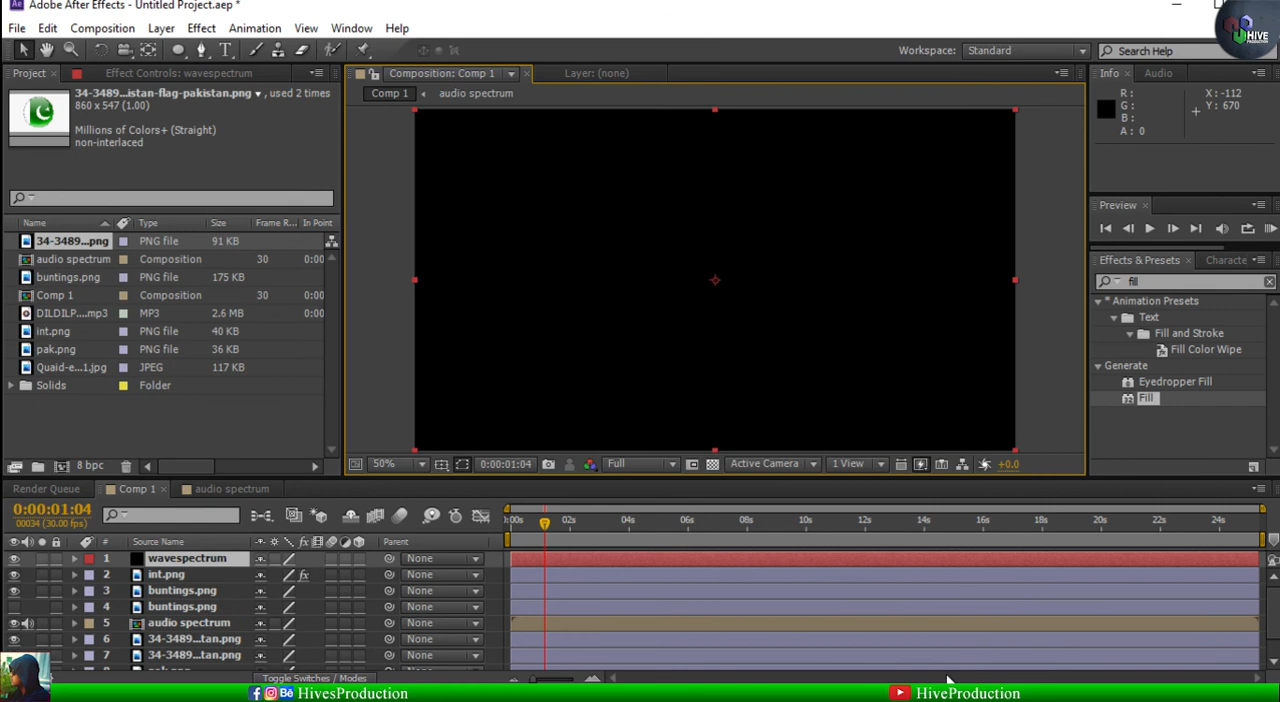 Adobe After Effects - Untitled Project.aep *
File Edit Composition Layer Effect Animation View Window Help
HIVE
PRODUCTION
Workspace: Standard Search Help
Project Effect Controls: wavespectrum
34-3489...istan-flag-pakistan.png , used 2 times
860 x 547 (1.00)
Millions of Colors+ (Straight)
non-interlaced
Name Type Size Frame R... In Point
34-3489...png PNG file 91 KB
audio spectrum Composition 30 0:00
buntings.png PNG file 175 KB
Comp 1 Composition 30 0:00
DILDILP....mp3 MP3 2.6 MB 0:00
int.png PNG file 40 KB
pak.png PNG file 36 KB
Quaid-e...1.jpg JPEG 117 KB
Solids Folder
8 bpc
Composition: Comp 1 Layer: (none)
Comp 1 audio spectrum
50% 0:00:01:04 Full Active Camera 1 View +0.0
Info Audio
R: X: -112
G: Y: 670
B:
A: 0
Preview
Effects & Presets Characte
fill
* Animation Presets
Text
Fill and Stroke
Fill Color Wipe
Generate
Eyedropper Fill
Fill
Render Queue Comp 1 audio spectrum
0:00:01:04
00034 (30.00 fps)
:00s 02s 04s 06s 08s 10s 12s 14s 16s 18s 20s 22s 24s
# Source Name fx Parent
1 wavespectrum None
2 int.png fx None
3 buntings.png None
4 buntings.png None
5 audio spectrum None
6 34-3489...tan.png None
7 34-3489...tan.png None
Toggle Switches / Modes
f Bē HivesProduction
HiveProduction